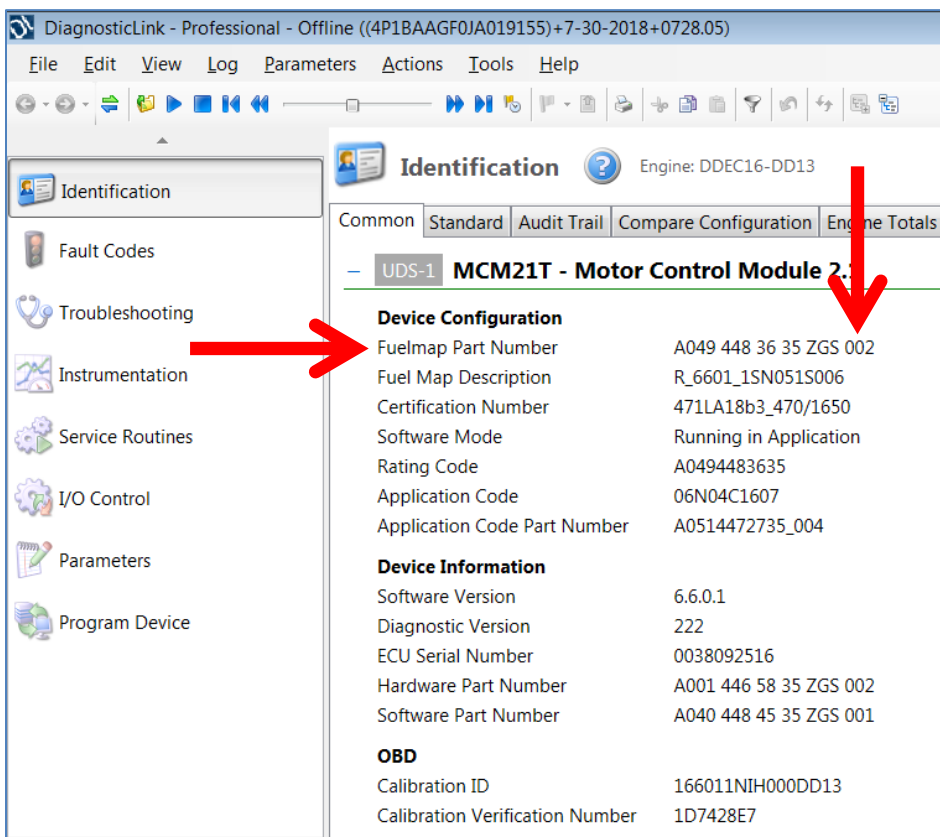 DiagnosticLink - Professional - Offline ((4P1BAAGF0JA019155)+7-30-2018+0728.05)
File Edit View Log Parameters Actions Tools Help
Identification
Fault Codes
Troubleshooting
Instrumentation
Service Routines
I/O Control
Parameters
Program Device
Identification Engine: DDEC16-DD13
Common Standard Audit Trail Compare Configuration Engine Totals
UDS-1 MCM21T - Motor Control Module 2.1
Device Configuration
Fuelmap Part Number A049 448 36 35 ZGS 002
Fuel Map Description R_6601_1SN051S006
Certification Number 471LA18b3_470/1650
Software Mode Running in Application
Rating Code A0494483635
Application Code 06N04C1607
Application Code Part Number A0514472735_004
Device Information
Software Version 6.6.0.1
Diagnostic Version 222
ECU Serial Number 0038092516
Hardware Part Number A001 446 58 35 ZGS 002
Software Part Number A040 448 45 35 ZGS 001
OBD
Calibration ID 166011NIH000DD13
Calibration Verification Number 1D7428E7